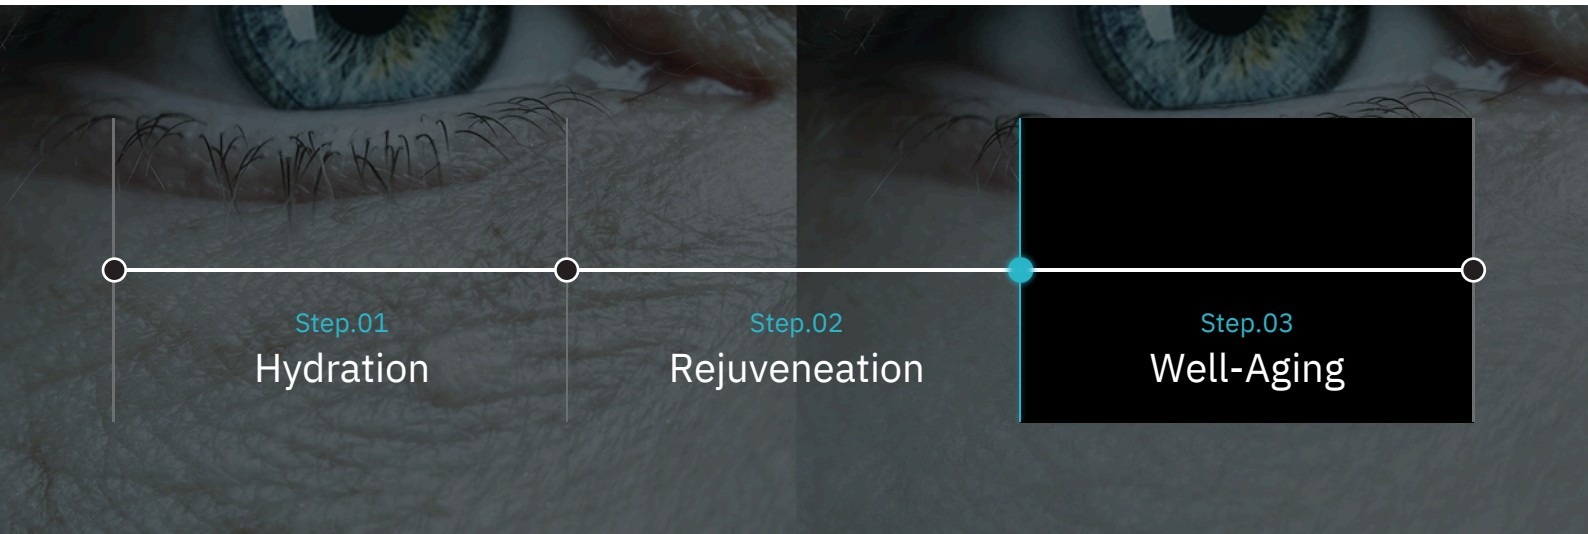 Step.01
Hydration
Step.02
Rejuveneation
Step.03
Well-Aging